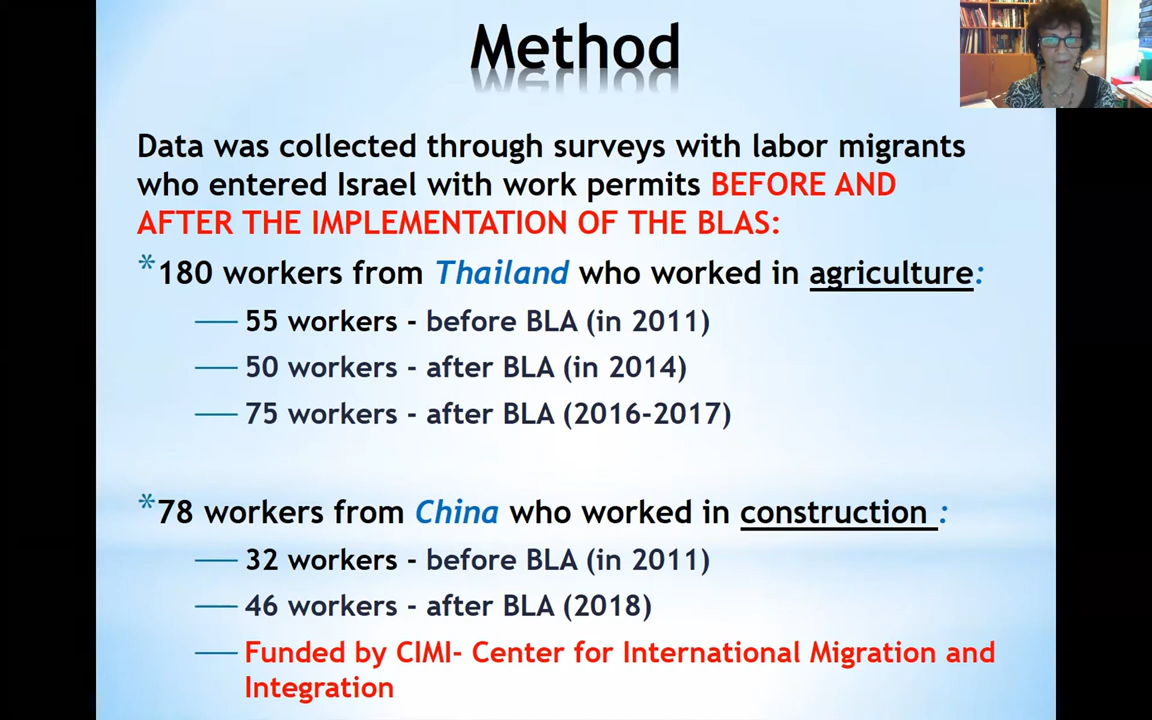 Method
Data was collected through surveys with labor migrants
who entered Israel with work permits BEFORE AND
AFTER THE IMPLEMENTATION OF THE BLAS:
*180 workers from Thailand who worked in agriculture:
— 55 workers - before BLA (in 2011)
— 50 workers - after BLA (in 2014)
— 75 workers - after BLA (2016-2017)
*78 workers from China who worked in construction :
— 32 workers - before BLA (in 2011)
— 46 workers - after BLA (2018)
— Funded by CIMI- Center for International Migration and
Integration